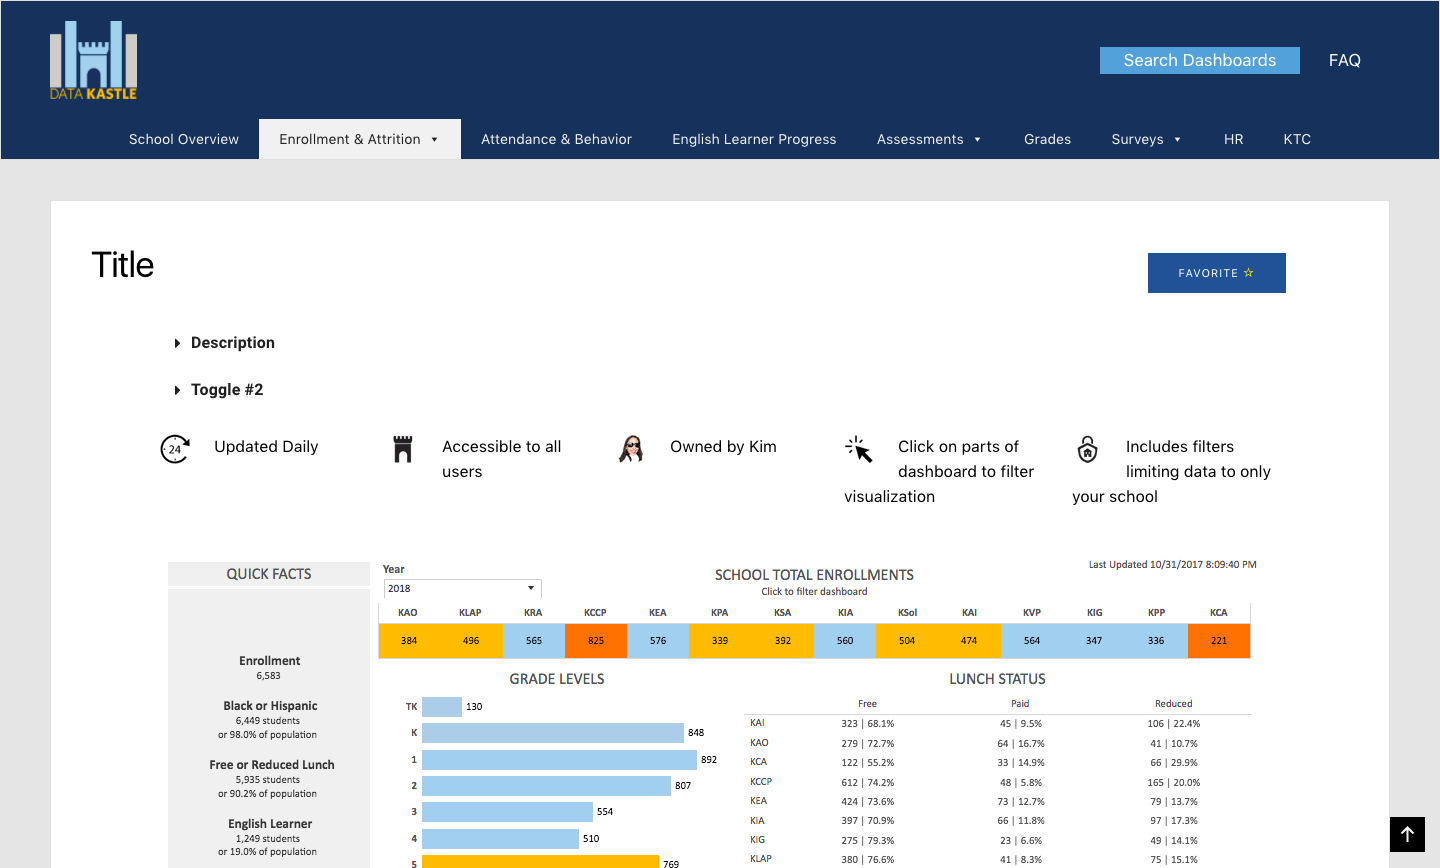 DATA KASTLE
Search Dashboards
FAQ
School Overview
Enrollment & Attrition
Attendance & Behavior
English Learner Progress
Assessments
Grades
Surveys
HR
KTC
Title
FAVORITE ☆
Description
Toggle #2
24
Updated Daily
Accessible to all
users
Owned by Kim
Click on parts of
dashboard to filter
visualization
Includes filters
limiting data to only
your school
QUICK FACTS
Enrollment
6,583
Black or Hispanic
6,449 students
or 98.0% of population
Free or Reduced Lunch
5,935 students
or 90.2% of population
English Learner
1,249 students
or 19.0% of population
Year
2018
SCHOOL TOTAL ENROLLMENTS
Click to filter dashboard
Last Updated 10/31/2017 8:09:40 PM
KAO KLAP KRA KCCP KEA KPA KSA KIA KSol KAI KVP KIG KPP KCA
384 496 565 825 576 339 392 560 504 474 564 347 336 221
GRADE LEVELS
TK 130
K 848
1 892
2 807
3 554
4 510
5 769
LUNCH STATUS
Free Paid Reduced
KAI 323 | 68.1% 45 | 9.5% 106 | 22.4%
KAO 279 | 72.7% 64 | 16.7% 41 | 10.7%
KCA 122 | 55.2% 33 | 14.9% 66 | 29.9%
KCCP 612 | 74.2% 48 | 5.8% 165 | 20.0%
KEA 424 | 73.6% 73 | 12.7% 79 | 13.7%
KIA 397 | 70.9% 66 | 11.8% 97 | 17.3%
KIG 275 | 79.3% 23 | 6.6% 49 | 14.1%
KLAP 380 | 76.6% 41 | 8.3% 75 | 15.1%